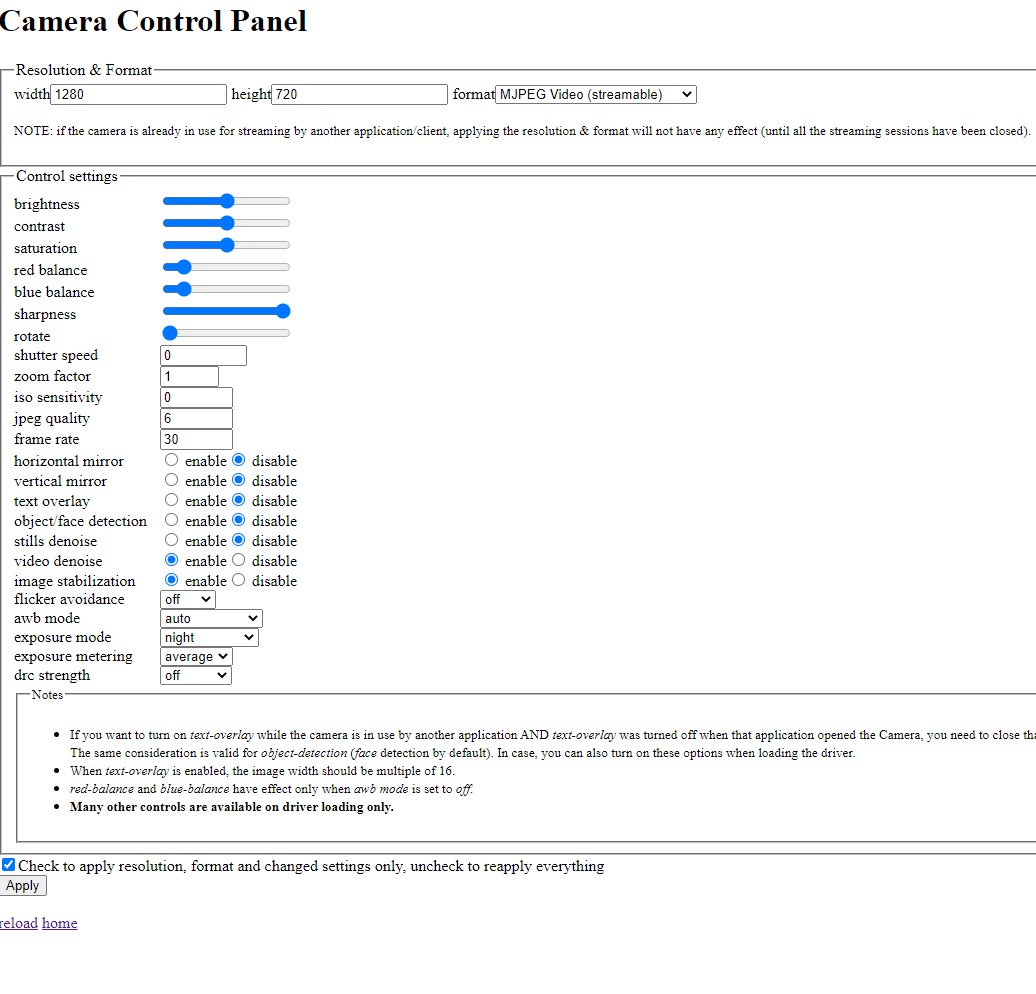 Camera Control Panel
Resolution & Format
width 1280 height 720 format MJPEG Video (streamable)
NOTE: if the camera is already in use for streaming by another application/client, applying the resolution & format will not have any effect (until all the streaming sessions have been closed).
Control settings
brightness
contrast
saturation
red balance
blue balance
sharpness
rotate
shutter speed 0
zoom factor 1
iso sensitivity 0
jpeg quality 6
frame rate 30
horizontal mirror enable disable
vertical mirror enable disable
text overlay enable disable
object/face detection enable disable
stills denoise enable disable
video denoise enable disable
image stabilization enable disable
flicker avoidance off
awb mode auto
exposure mode night
exposure metering average
drc strength off
Notes
If you want to turn on text-overlay while the camera is in use by another application AND text-overlay was turned off when that application opened the Camera, you need to close
The same consideration is valid for object-detection (face detection by default). In case, you can also turn on these options when loading the driver.
When text-overlay is enabled, the image width should be multiple of 16.
red-balance and blue-balance have effect only when awb mode is set to off.
Many other controls are available on driver loading only.
Check to apply resolution, format and changed settings only, uncheck to reapply everything
Apply
reload home